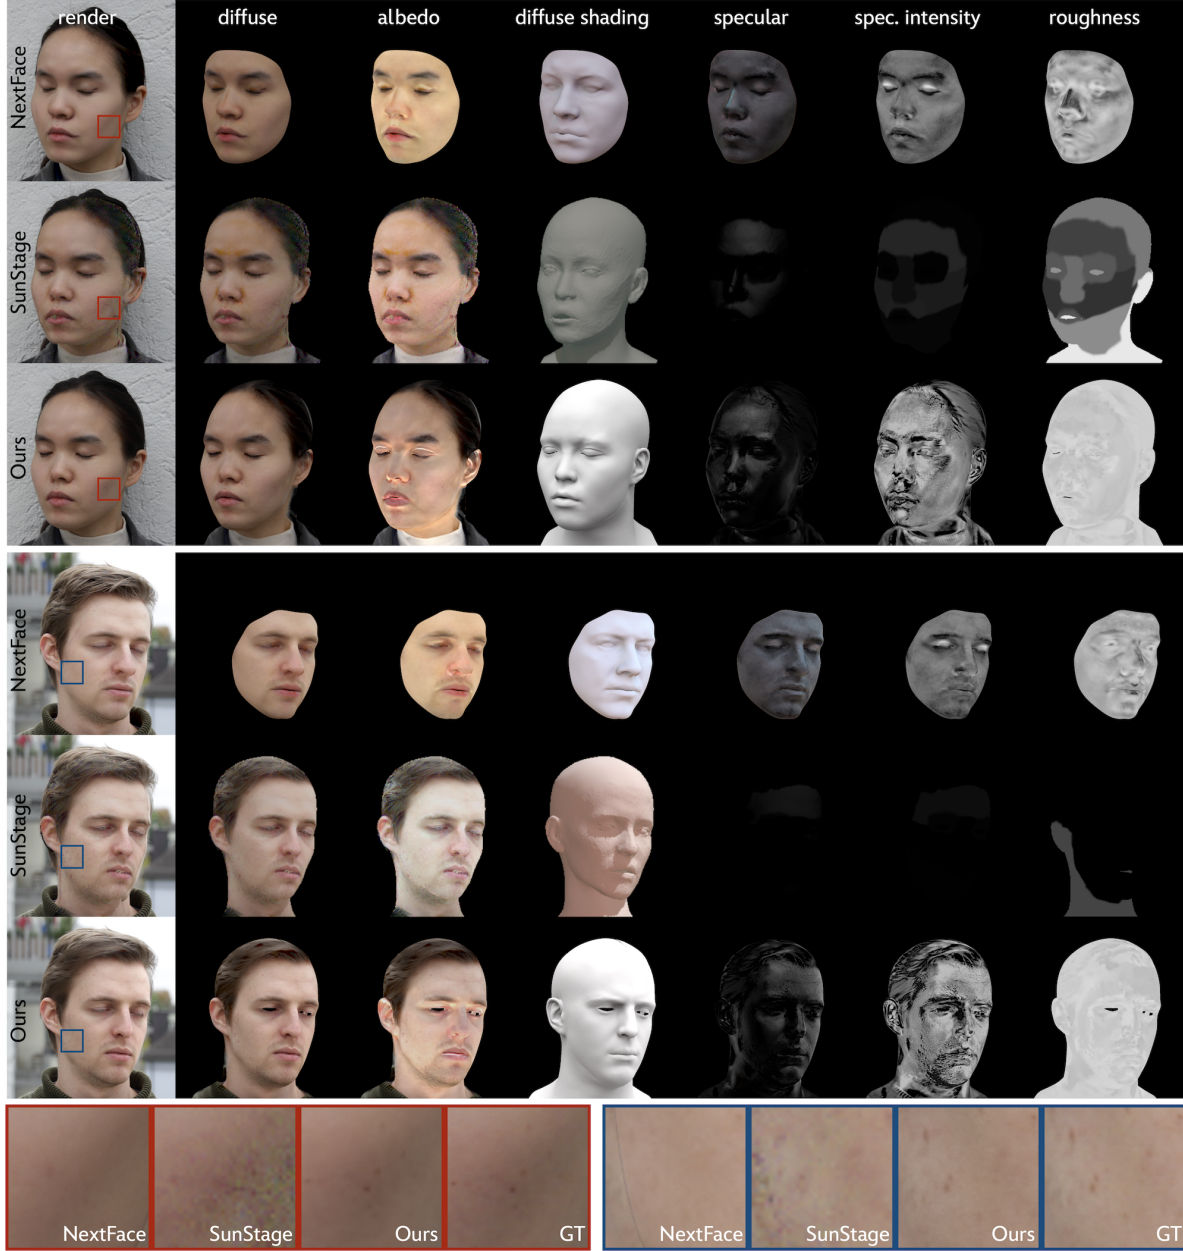 render diffuse albedo diffuse shading specular spec. intensity roughness
NextFace
SunStage
Ours
NextFace
SunStage
Ours
NextFace SunStage Ours GT NextFace SunStage Ours GT